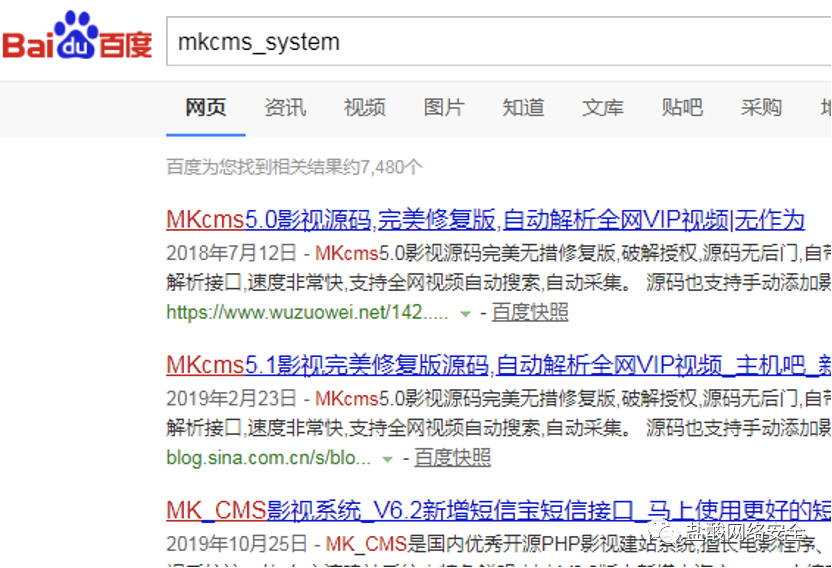 Bai du 百度
mkcms_system
网页 资讯 视频 图片 知道 文库 贴吧 采购
百度为您找到相关结果约7,480个
MKcms5.0影视源码,完美修复版,自动解析全网VIP视频|无作为
2018年7月12日 - MKcms5.0影视源码完美无措修复版,破解授权,源码无后门,自带
解析接口,速度非常快,支持全网视频自动搜索,自动采集。 源码也支持手动添加影
https://www.wuzuowei.net/142..... - 百度快照
MKcms5.1影视完美修复版源码,自动解析全网VIP视频_主机吧_新
2019年2月23日 - MKcms5.0影视源码完美无措修复版,破解授权,源码无后门,自带
解析接口,速度非常快,支持全网视频自动搜索,自动采集。 源码也支持手动添加影
blog.sina.com.cn/s/blo... - 百度快照
MK_CMS影视系统_V6.2新增短信宝短信接口_马上使用更好的短
盐酸网络安全
2019年10月25日 - MK_CMS是国内优秀开源PHP影视建站系统,擅长电影程序、